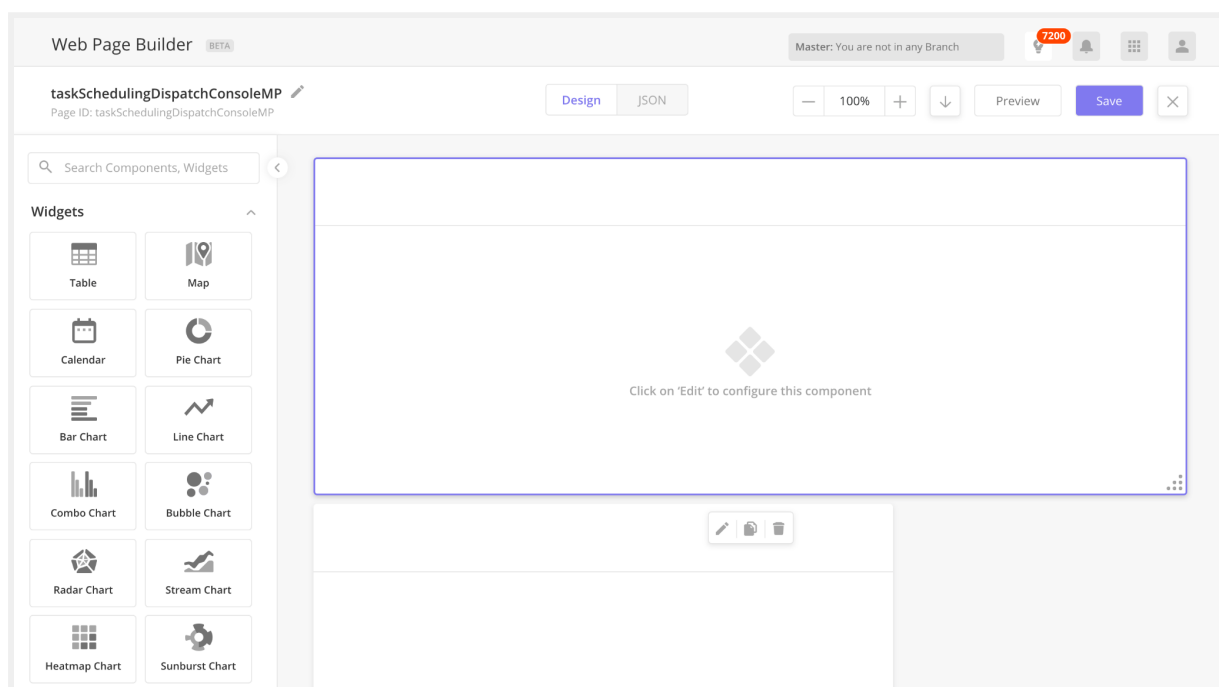 Web Page Builder BETA
Master: You are not in any Branch
7200
taskSchedulingDispatchConsoleMP
Page ID: taskSchedulingDispatchConsoleMP
Design JSON
100%
Preview
Save
Search Components, Widgets
Widgets
Table Map
Calendar Pie Chart
Bar Chart Line Chart
Combo Chart Bubble Chart
Radar Chart Stream Chart
Heatmap Chart Sunburst Chart
Click on ‘Edit’ to configure this component